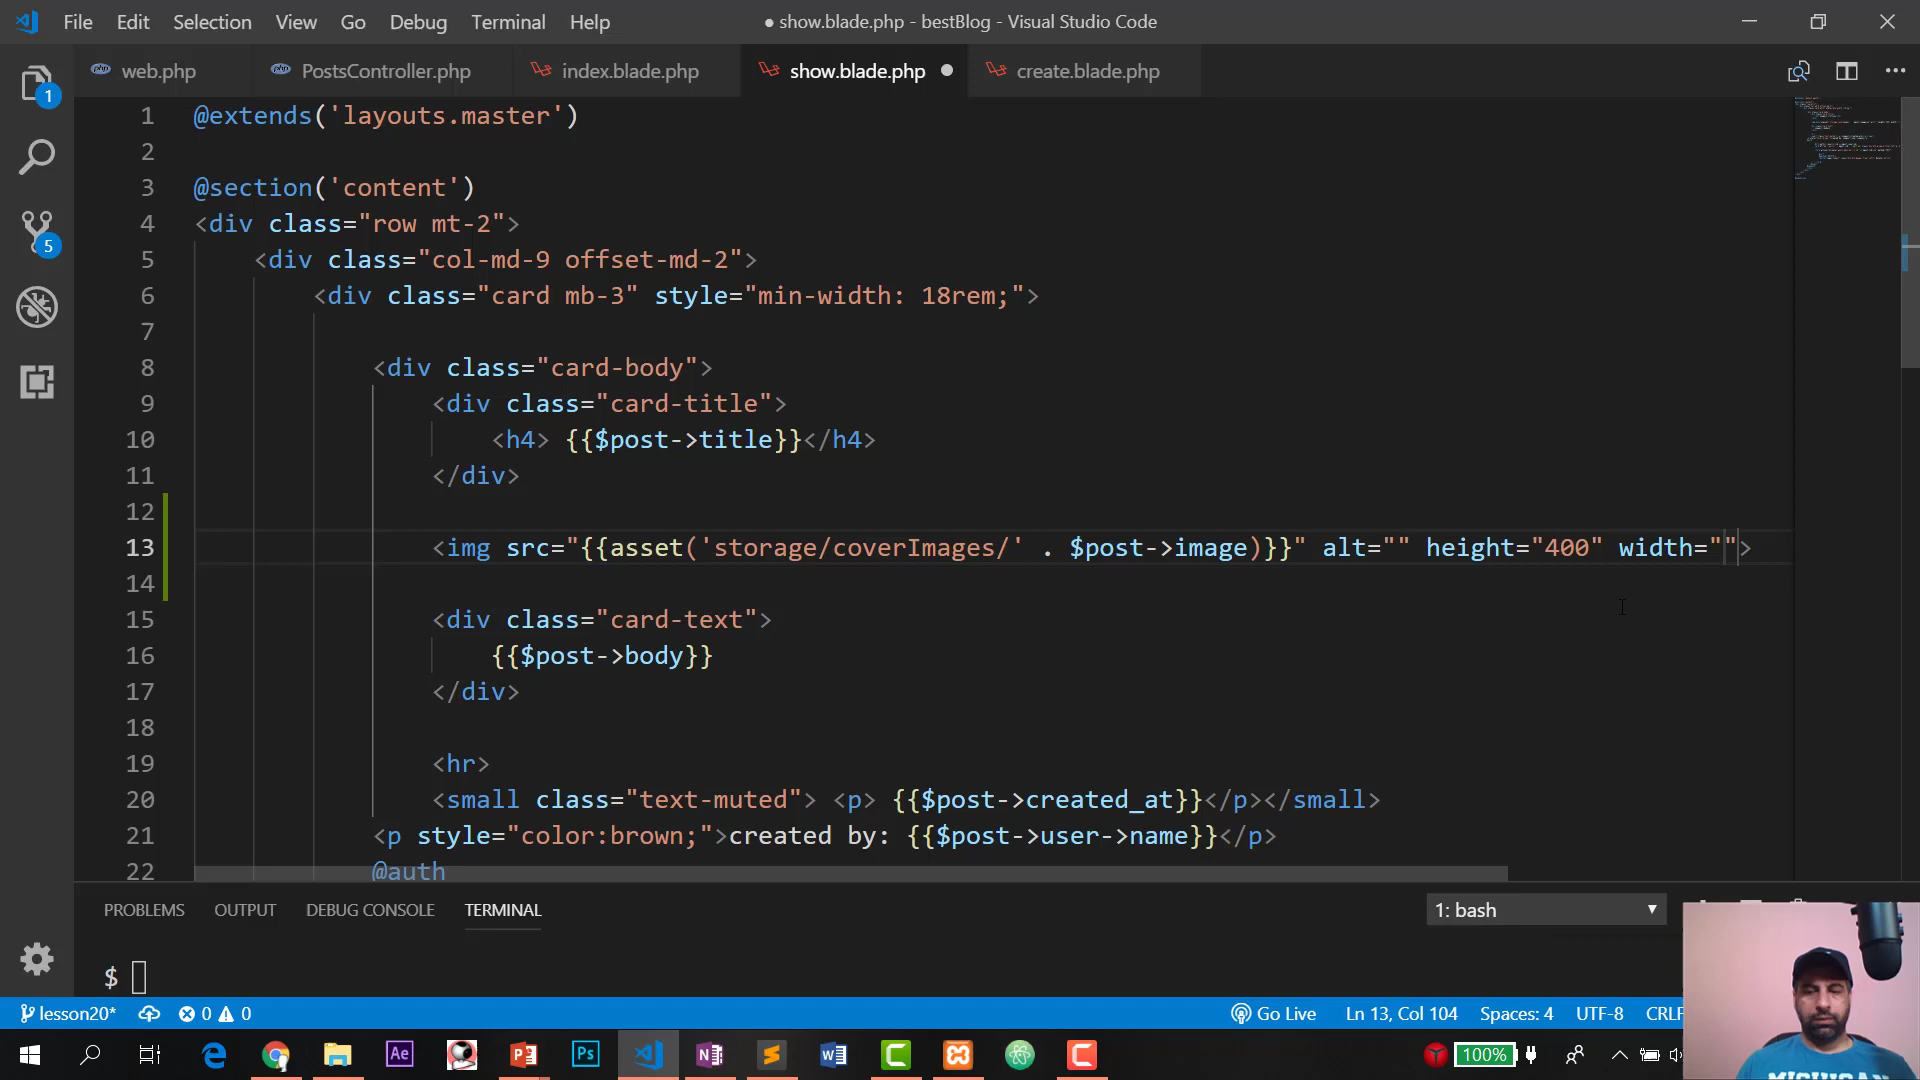 File Edit Selection View Go Debug Terminal Help ● show.blade.php - bestBlog - Visual Studio Code
web.php PostsController.php index.blade.php show.blade.php create.blade.php
1 @extends('layouts.master')
2
3 @section('content')
4 <div class="row mt-2">
5 <div class="col-md-9 offset-md-2">
6 <div class="card mb-3" style="min-width: 18rem;">
7
8 <div class="card-body">
9 <div class="card-title">
10 <h4> {{$post->title}}</h4>
11 </div>
12
13 <img src="{{asset('storage/coverImages/' . $post->image)}}" alt="" height="400" width="">
14
15 <div class="card-text">
16 {{$post->body}}
17 </div>
18
19 <hr>
20 <small class="text-muted"> <p> {{$post->created_at}}</p></small>
21 <p style="color:brown;">created by: {{$post->user->name}}</p>
22 @auth
1
5
PROBLEMS OUTPUT DEBUG CONSOLE TERMINAL 1: bash
$
lesson20* 0 0 Go Live Ln 13, Col 104 Spaces: 4 UTF-8 CRLF
Ae Ps 100%
MICHIGAN